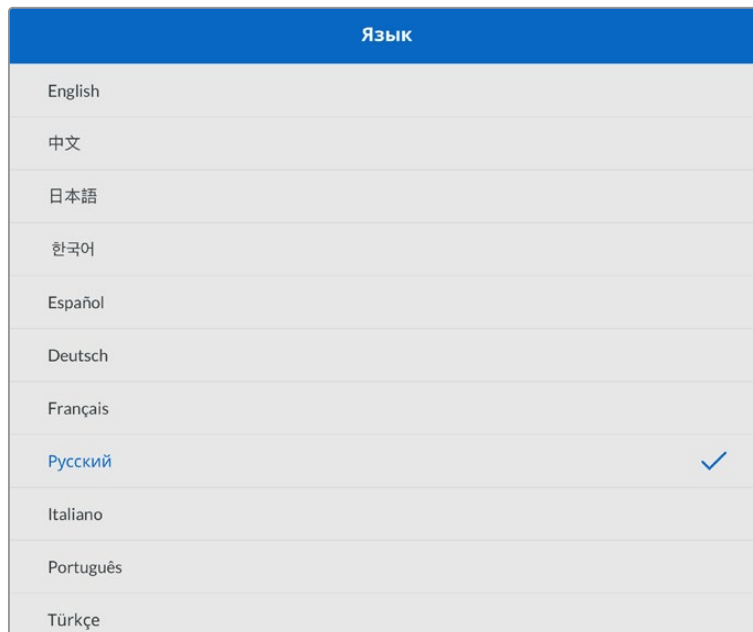 Язык
English
中文
日本語
한국어
Español
Deutsch
Français
Русский
Italiano
Português
Türkçe